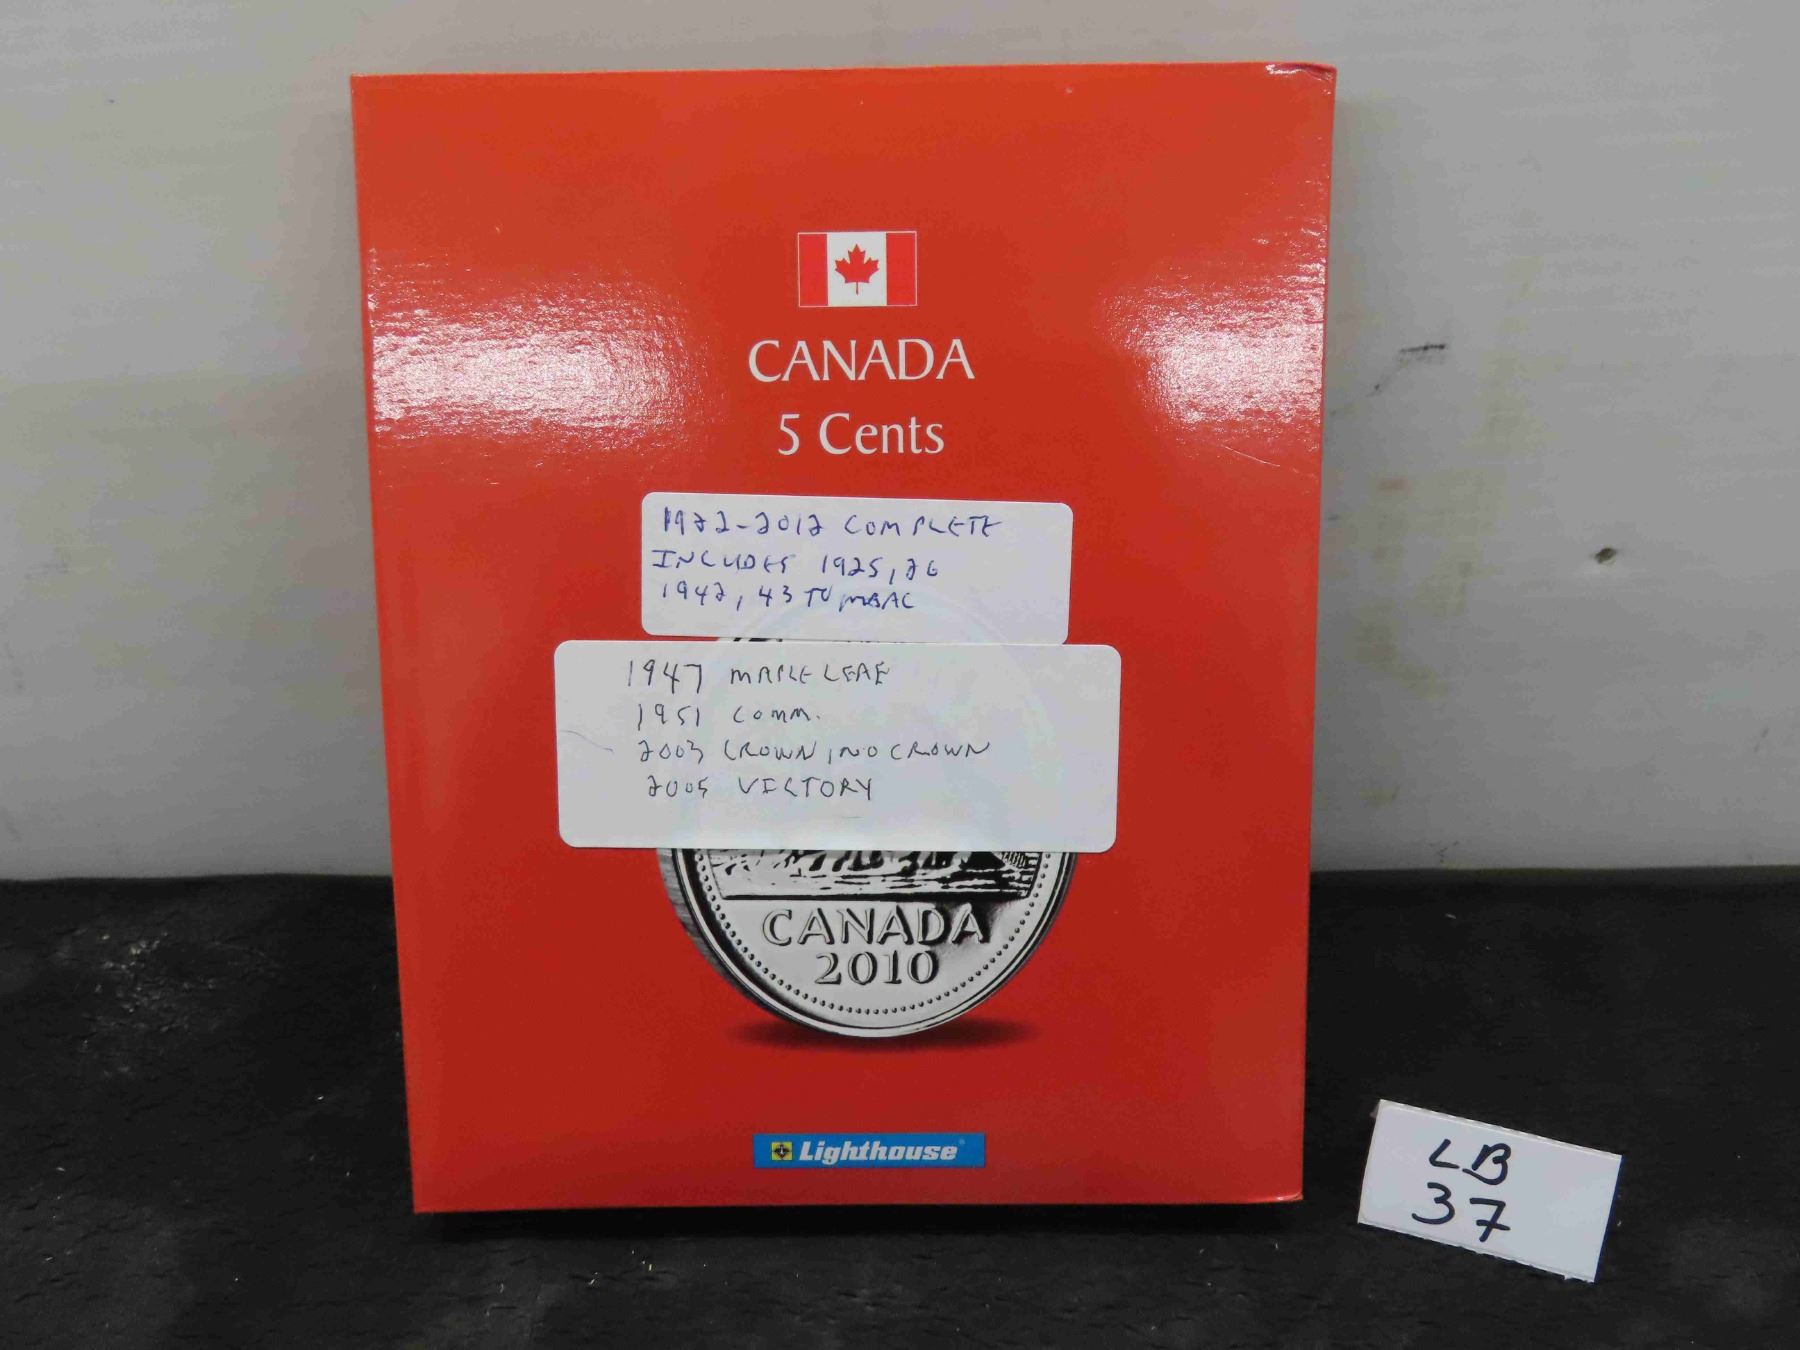 CANADA
5 Cents
1922-2012 COMPLETE
INCLUDES 1925, 26
1942, 43 TOMBAC
1947 MAPLE LEAF
1951 COMM.
2003 CROWN, NO CROWN
2005 VICTORY
CANADA
2010
Lighthouse
LB
37